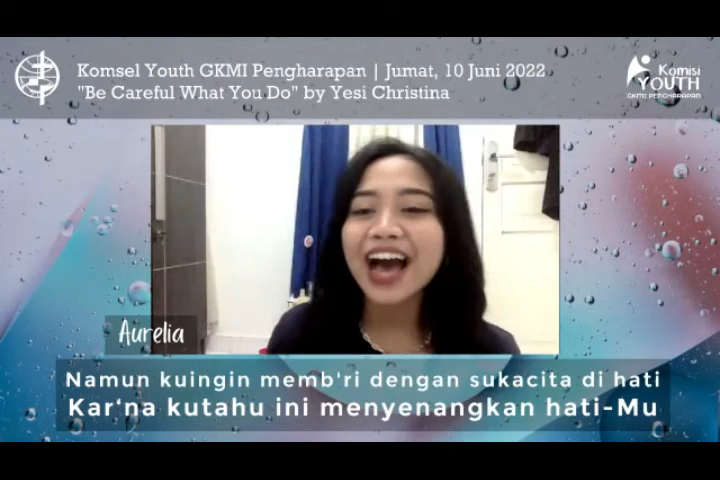 Komsel Youth GKMI Pengharapan | Jumat, 10 Juni 2022
"Be Careful What You Do" by Yesi Christina
Komisi
YOUTH
GKMI PENGHARAPAN
Aurelia
Namun kuingin memb'ri dengan sukacita di hati
Kar‘na kutahu ini menyenangkan hati-Mu